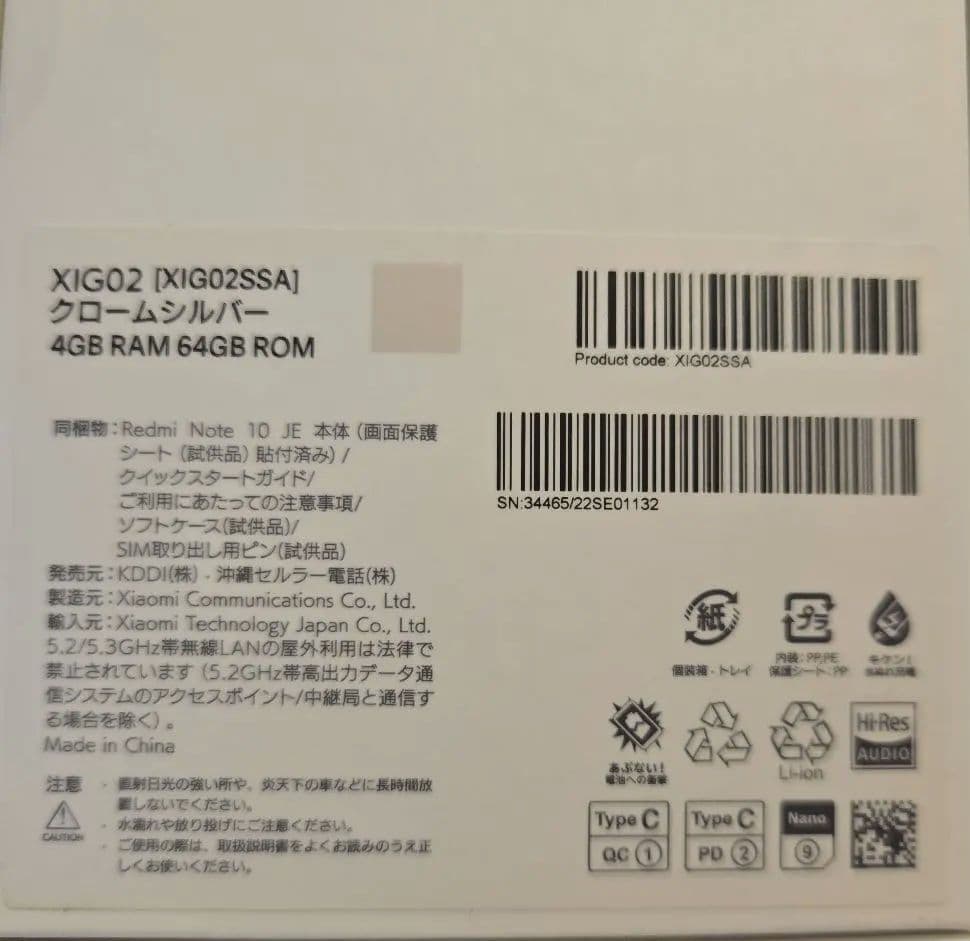 XIG02 [XIG02SSA]
クロームシルバー
4GB RAM 64GB ROM
Product code: XIG02SSA
SN:34465/22SE01132
同梱物:Redmi Note 10 JE 本体(画面保護
シート(試供品)貼付済み)/
クイックスタートガイド/
ご利用にあたっての注意事項/
ソフトケース(試供品)/
SIM取り出し用ピン(試供品)
発売元:KDDI(株)・沖縄セルラー電話(株)
製造元:Xiaomi Communications Co., Ltd.
輸入元:Xiaomi Technology Japan Co., Ltd.
5.2/5.3GHz帯無線LANの屋外利用は法律で
禁止されています(5.2GHz帯高出力データ通
信システムのアクセスポイント/中継局と通信す
る場合を除く)。
Made in China
注意
CAUTION
・直射日光の強い所や、炎天下の車などに長時間放
置しないでください。
・水濡れや放り投げにご注意ください。
・ご使用の際は、取扱説明書をよくお読みのうえ正
しくお使いください。
紙
個装箱・トレイ
プラ
内装:PP,PE
保護シート:PP
キケン!
あぶない!
電池への衝撃
Li-ion
Hi-Res
AUDIO
Type C
QC 1
Type C
PD 2
Nano
9